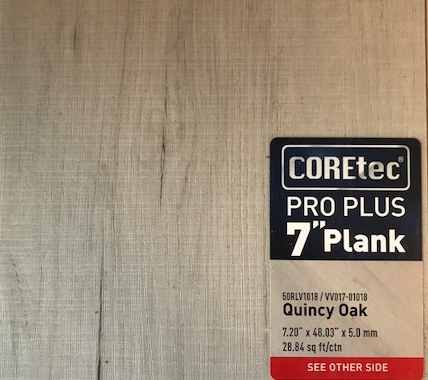 COREtec®
PRO PLUS
7" Plank
50RLV1018 / VV017-01018
Quincy Oak
7.20" x 48.03" x 5.0 mm
28.84 sq ft/ctn
SEE OTHER SIDE